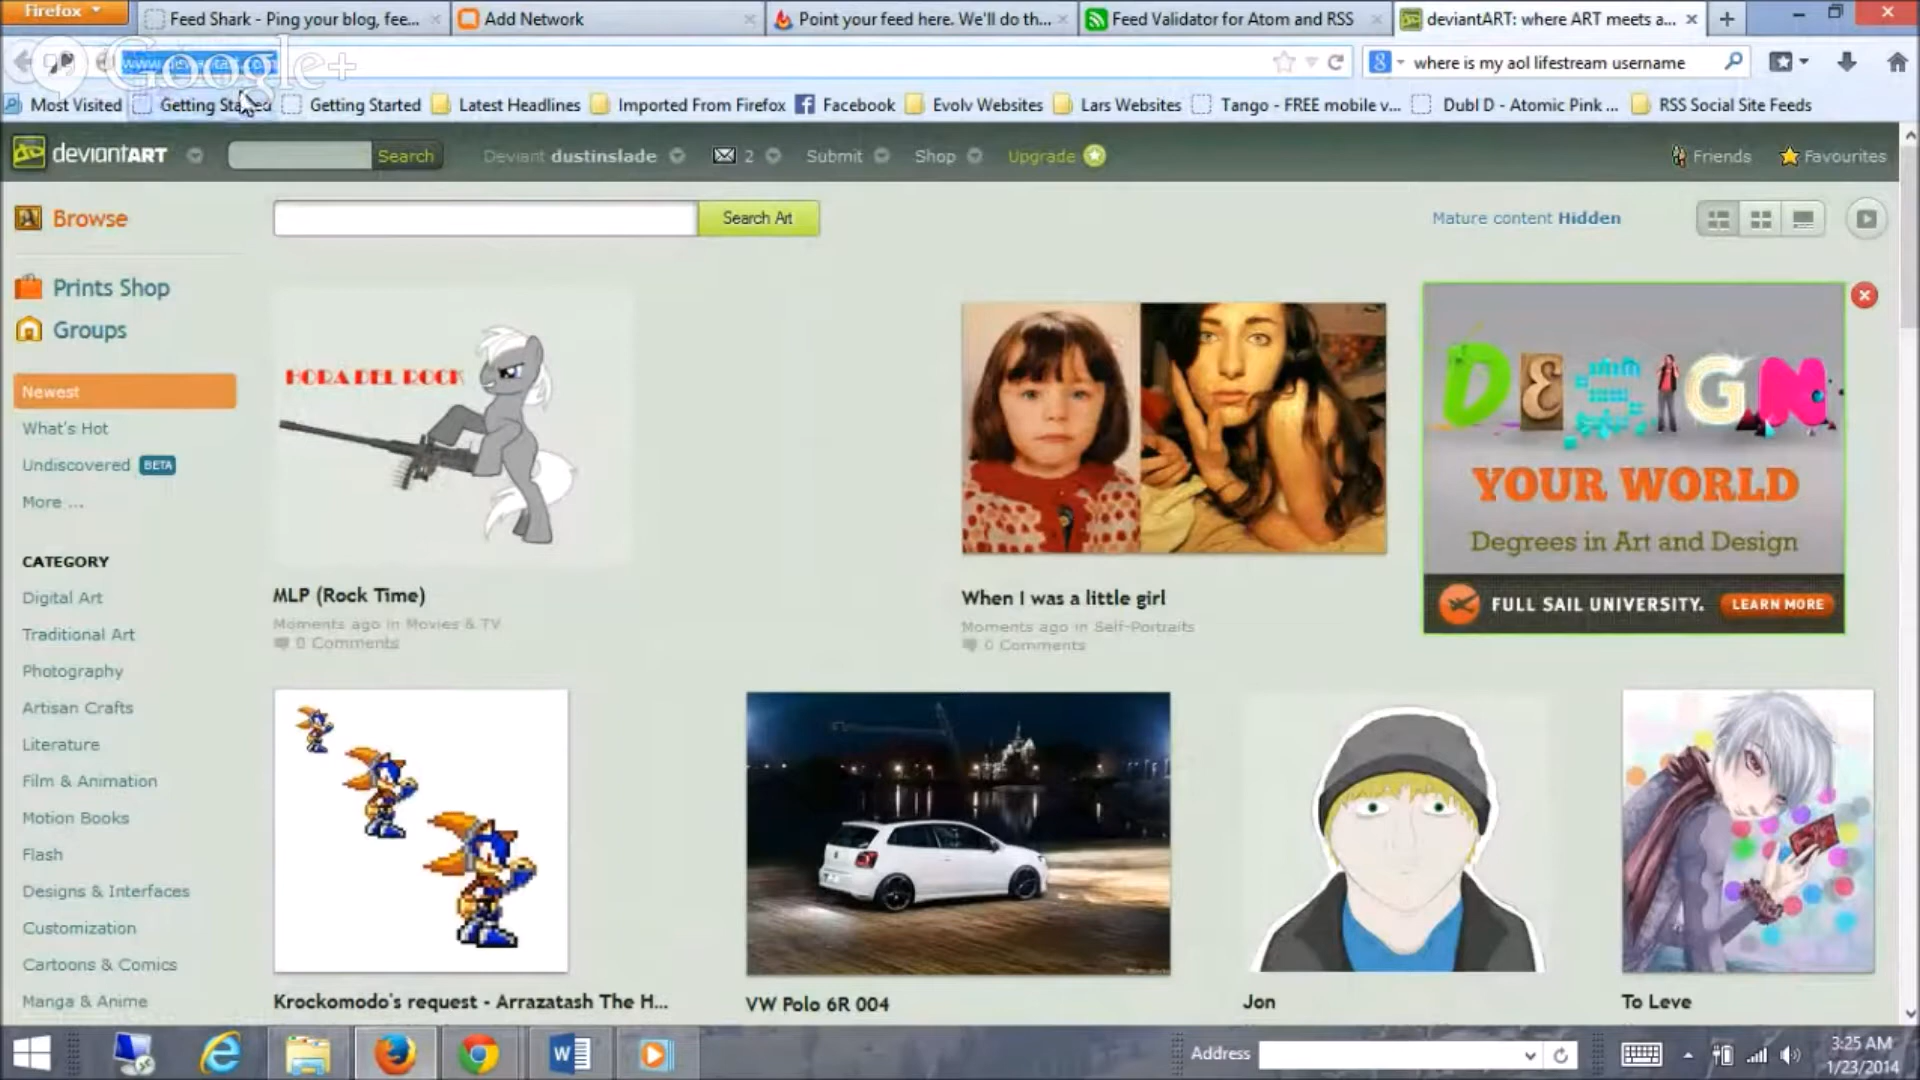 Firefox
Feed Shark - Ping your blog, fee...
Add Network
Point your feed here. We'll do th...
Feed Validator for Atom and RSS
deviantART: where ART meets a...
Google+
where is my aol lifestream username
Most Visited
Getting Started
Getting Started
Latest Headlines
Imported From Firefox
Facebook
Evolv Websites
Lars Websites
Tango - FREE mobile v...
Dubl D - Atomic Pink ...
RSS Social Site Feeds
deviantART
Search
Deviant dustinslade
2
Submit
Shop
Upgrade
Friends
Favourites
Browse
Search Art
Mature content Hidden
Prints Shop
Groups
Newest
What's Hot
Undiscovered BETA
More ...
CATEGORY
Digital Art
Traditional Art
Photography
Artisan Crafts
Literature
Film & Animation
Motion Books
Flash
Designs & Interfaces
Customization
Cartoons & Comics
Manga & Anime
HORA DEL ROCK
MLP (Rock Time)
Moments ago in Movies & TV
0 Comments
When I was a little girl
Moments ago in Self-Portraits
0 Comments
DESIGN
YOUR WORLD
Degrees in Art and Design
FULL SAIL UNIVERSITY.
LEARN MORE
Krockomodo's request - Arrazatash The H...
VW Polo 6R 004
Jon
To Leve
Address
3:25 AM
1/23/2014